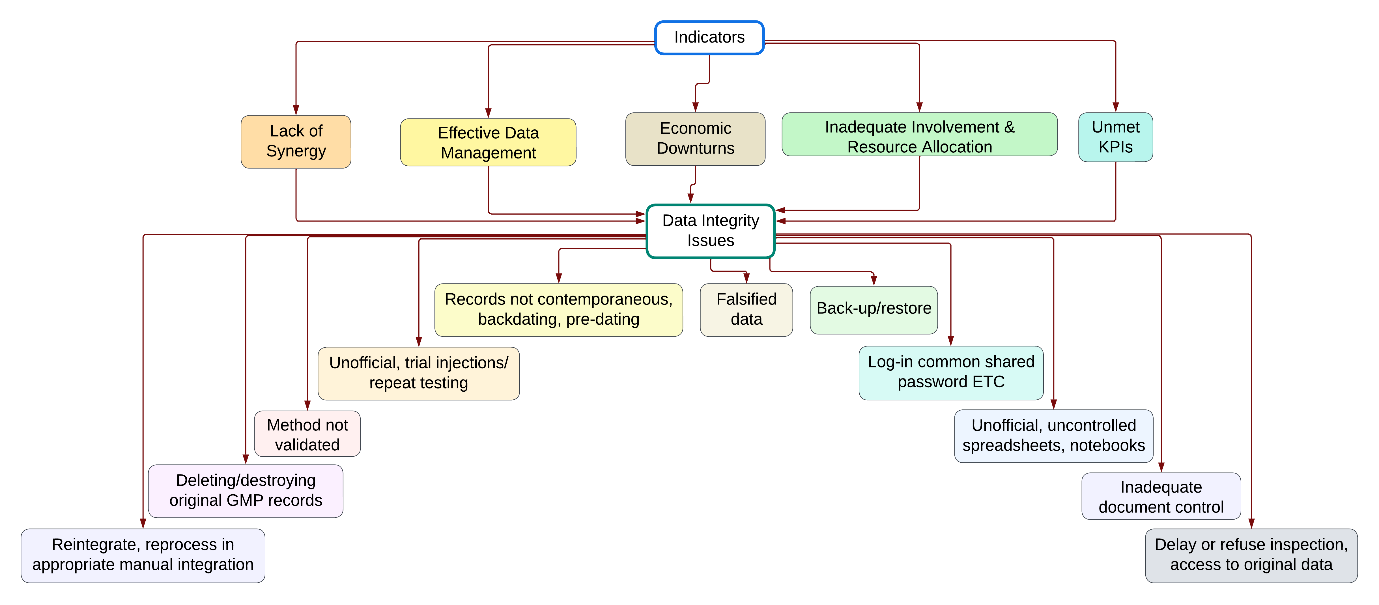 Indicators
Lack of
Synergy
Effective Data
Management
Economic
Downturns
Inadequate Involvement &
Resource Allocation
Unmet
KPIs
Data Integrity
Issues
Records not contemporaneous,
backdating, pre-dating
Falsified
data
Back-up/restore
Unofficial, trial injections/
repeat testing
Log-in common shared
password ETC
Method not
validated
Unofficial, uncontrolled
spreadsheets, notebooks
Deleting/destroying
original GMP records
Inadequate
document control
Reintegrate, reprocess in
appropriate manual integration
Delay or refuse inspection,
access to original data